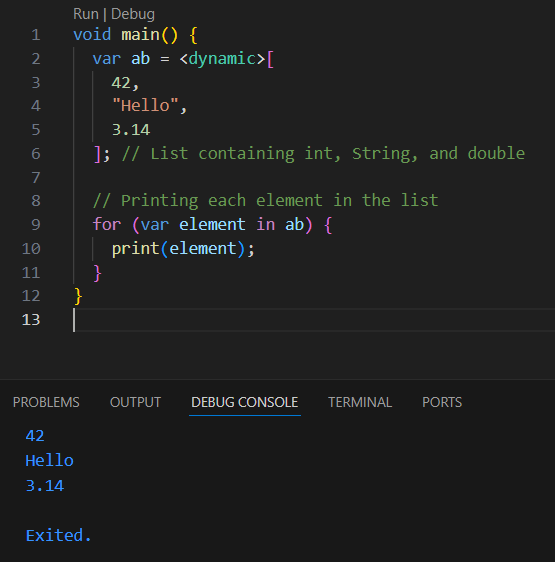 Run | Debug
1 void main() {
2 var ab = <dynamic>[
3 42,
4 "Hello",
5 3.14
6 ]; // List containing int, String, and double
7
8 // Printing each element in the list
9 for (var element in ab) {
10 print(element);
11 }
12 }
13
PROBLEMS OUTPUT DEBUG CONSOLE TERMINAL PORTS
42
Hello
3.14
Exited.